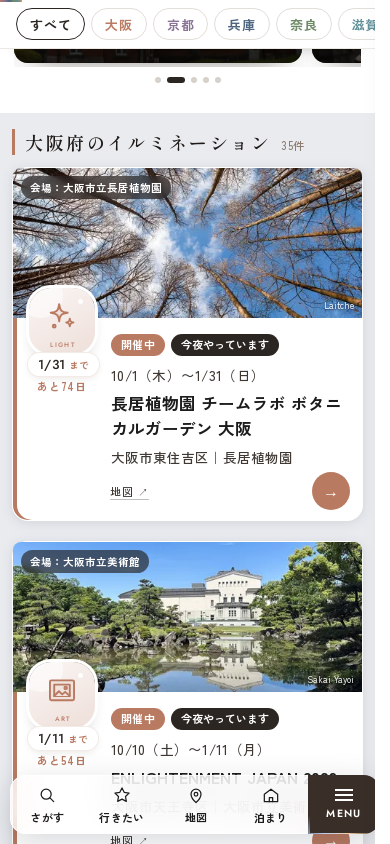 すべて 大阪 京都 兵庫 奈良 滋賀
大阪府のイルミネーション 35件
会場：大阪市立長居植物園
Laitche
LIGHT
1/31 まで
あと74日
開催中 今夜やっています
10/1（木）〜1/31（日）
長居植物園 チームラボ ボタニ
カルガーデン 大阪
大阪市東住吉区｜長居植物園
地図 ↗
→
会場：大阪市立美術館
Sakai Yayoi
ART
1/11 まで
あと54日
開催中 今夜やっています
10/10（土）〜1/11（月）
ENLIGHTENMENT JAPAN
地図 ↗
さがす 行きたい 地図 泊まり MENU